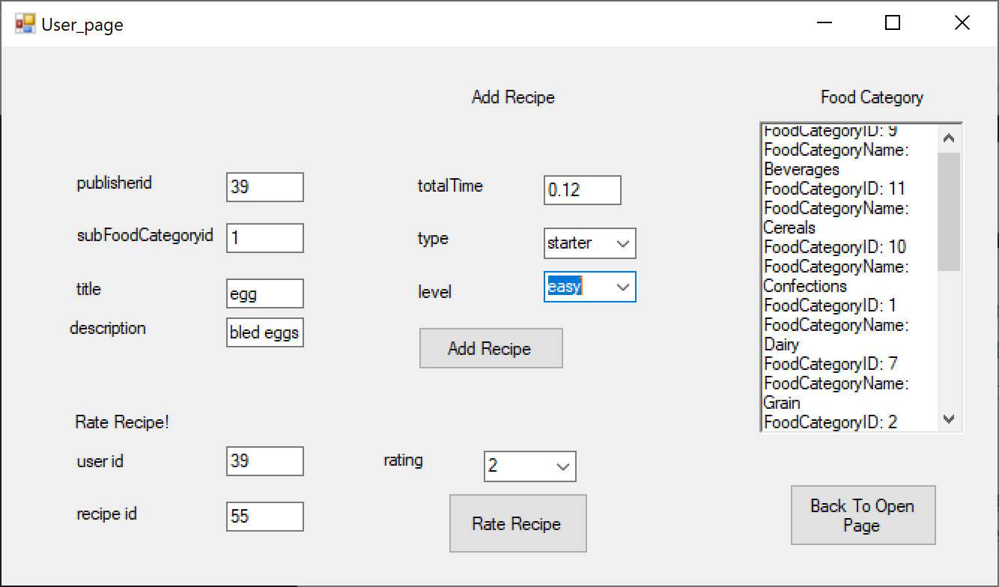 User_page
Add Recipe
Food Category
publisherid
39
subFoodCategoryid
1
title
egg
description
bled eggs
totalTime
0.12
type
starter
level
easy
Add Recipe
FoodCategoryID: 9
FoodCategoryName:
Beverages
FoodCategoryID: 11
FoodCategoryName:
Cereals
FoodCategoryID: 10
FoodCategoryName:
Confections
FoodCategoryID: 1
FoodCategoryName:
Dairy
FoodCategoryID: 7
FoodCategoryName:
Grain
FoodCategoryID: 2
Rate Recipe!
user id
39
recipe id
55
rating
2
Rate Recipe
Back To Open
Page